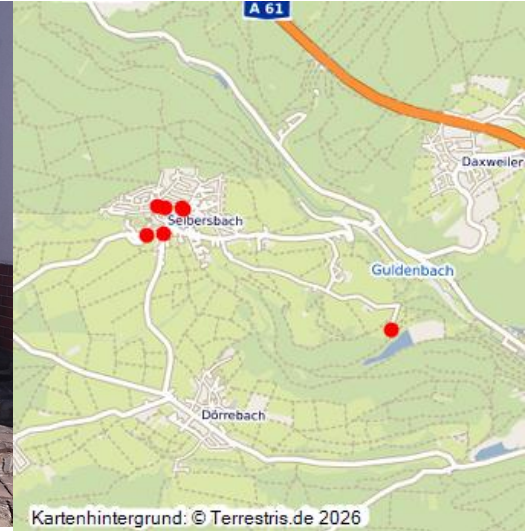 A 61
Daxweiler
Seibersbach
Guldenbach
Dörrebach
Kartenhintergrund: © Terrestris.de 2026